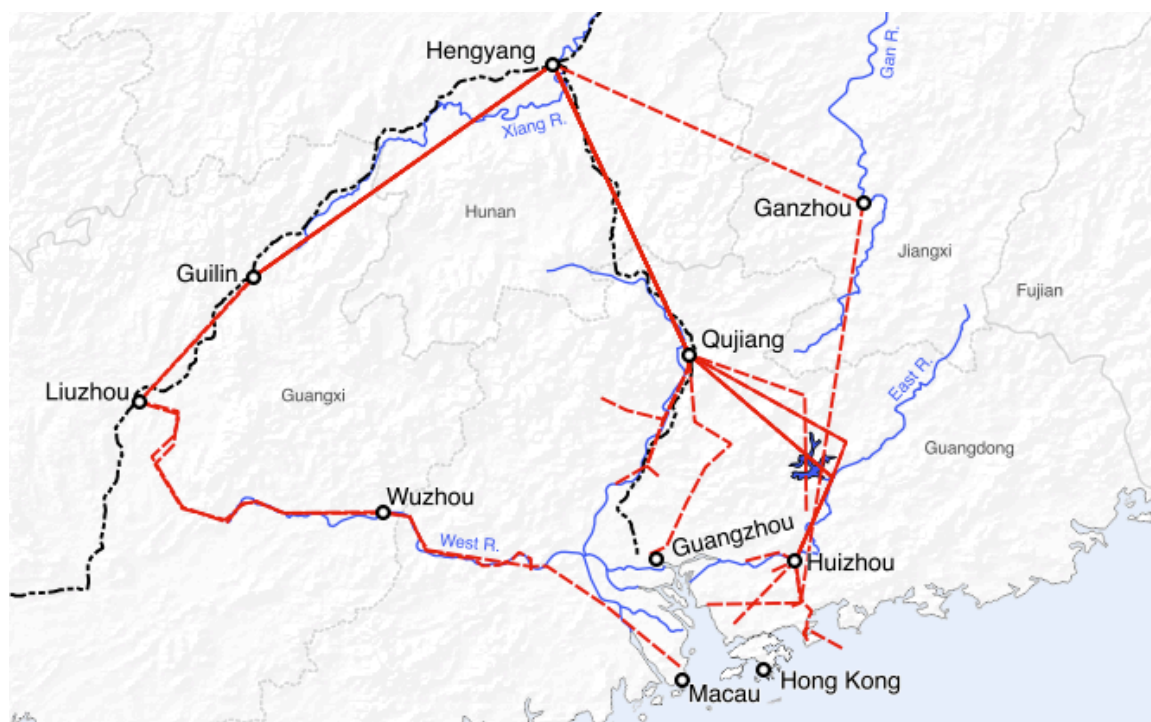 Hengyang
Gan R.
Xiang R.
Ganzhou
Hunan
Jiangxi
Guilin
Fujian
Qujiang
East R.
Liuzhou
Guangxi
Guangdong
Wuzhou
West R.
Guangzhou
Huizhou
Macau
Hong Kong